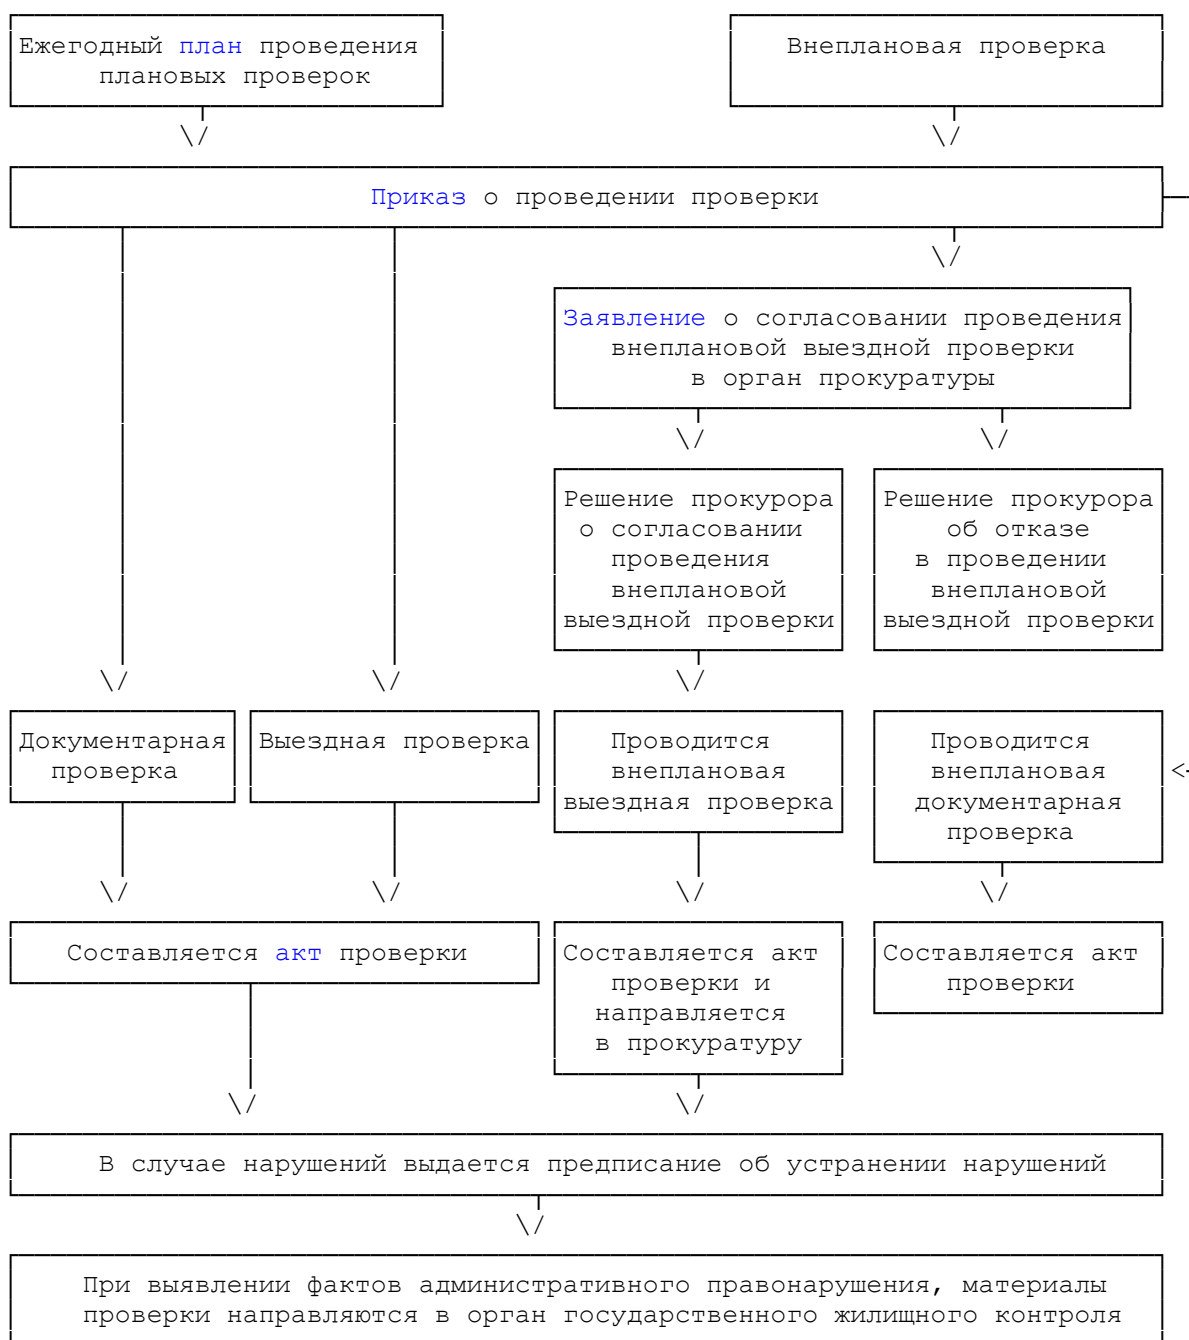 Ежегодный план проведения
плановых проверок
Внеплановая проверка
Приказ о проведении проверки
Заявление о согласовании проведения
внеплановой выездной проверки
в орган прокуратуры
Решение прокурора
о согласовании
проведения
внеплановой
выездной проверки
Решение прокурора
об отказе
в проведении
внеплановой
выездной проверки
Документарная
проверка
Выездная проверка
Проводится
внеплановая
выездная проверка
Проводится
внеплановая
документарная
проверка
Составляется акт проверки
Составляется акт
проверки и
направляется
в прокуратуру
Составляется акт
проверки
В случае нарушений выдается предписание об устранении нарушений
При выявлении фактов административного правонарушения, материалы
проверки направляются в орган государственного жилищного контроля